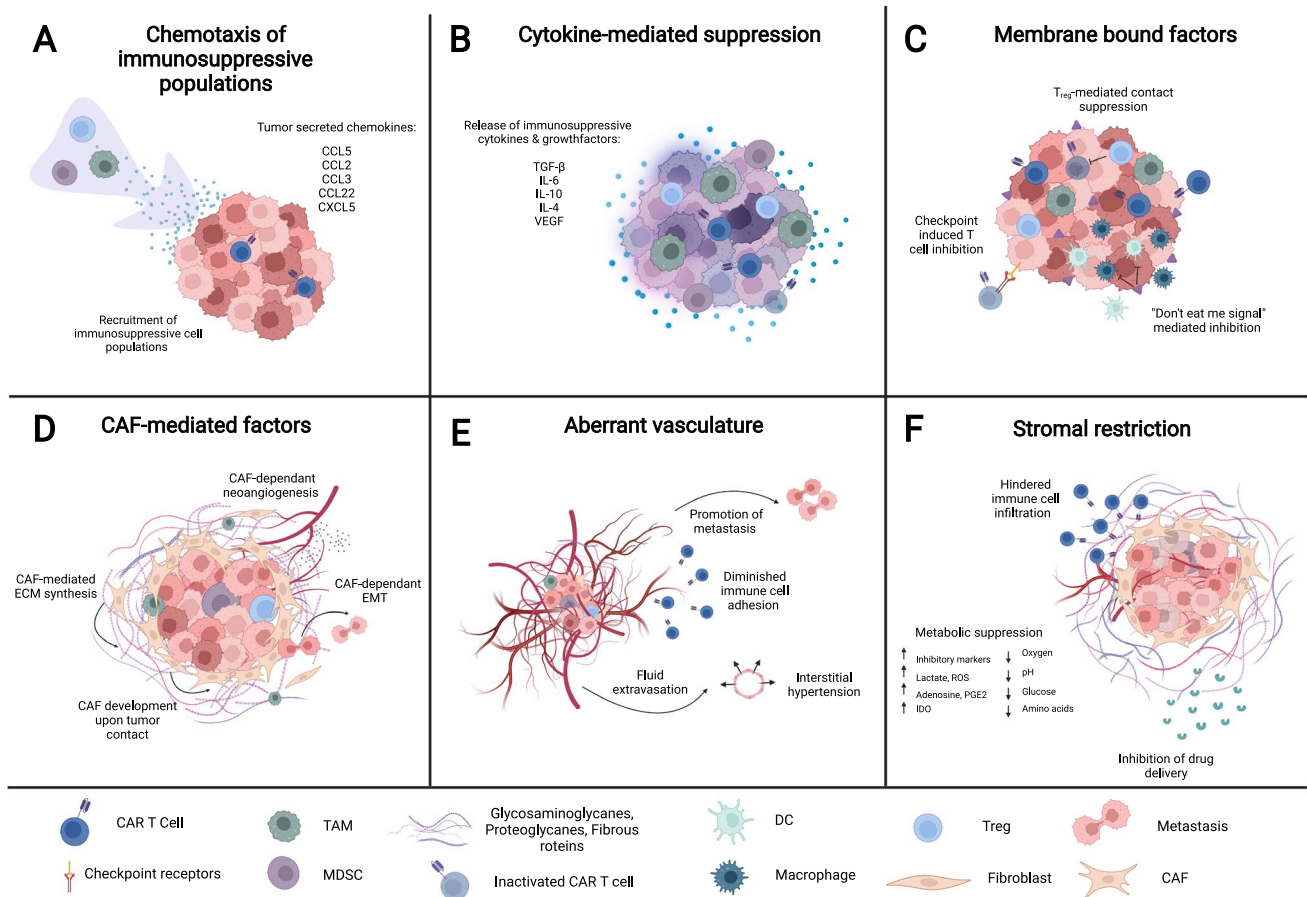 A
Chemotaxis of
immunosuppressive
populations
Tumor secreted chemokines:
CCL5
CCL2
CCL3
CCL22
CXCL5
Recruitment of
immunosuppressive cell
populations
B
Cytokine-mediated suppression
Release of immunosuppressive
cytokines & growthfactors:
TGF-β
IL-6
IL-10
IL-4
VEGF
C
Membrane bound factors
Treg-mediated contact
suppression
Checkpoint
induced T
cell inhibition
"Don't eat me signal"
mediated inhibition
D
CAF-mediated factors
CAF-dependant
neoangiogenesis
CAF-mediated
ECM synthesis
CAF-dependant
EMT
CAF development
upon tumor
contact
E
Aberrant vasculature
Promotion of
metastasis
Diminished
immune cell
adhesion
Fluid
extravasation
Interstitial
hypertension
F
Stromal restriction
Hindered
immune cell
infiltration
Metabolic suppression
Inhibitory markers
Lactate, ROS
Adenosine, PGE2
IDO
Oxygen
pH
Glucose
Amino acids
Inhibition of drug
delivery
CAR T Cell
TAM
Glycosaminoglycanes,
Proteoglycanes, Fibrous
roteins
DC
Treg
Metastasis
Checkpoint receptors
MDSC
Inactivated CAR T cell
Macrophage
Fibroblast
CAF